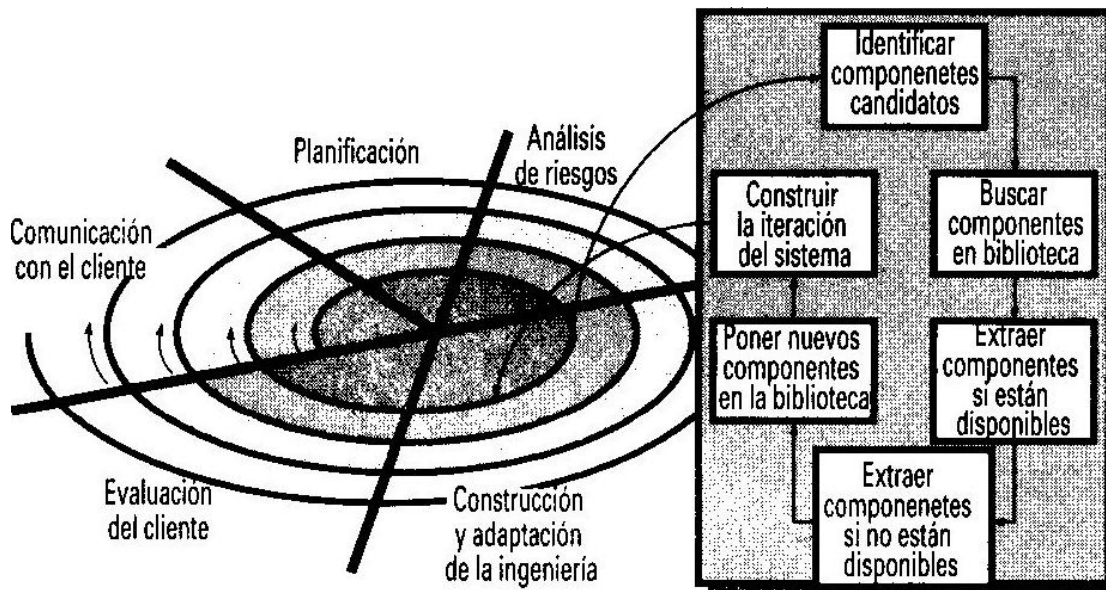 Planificación
Análisis
de riesgos
Comunicación
con el cliente
Evaluación
del cliente
Construcción
y adaptación
de la ingeniería
Identificar
componenetes
candidatos
Buscar
componentes
en biblioteca
Extraer
componentes
si están
disponibles
Extraer
componenetes
si no están
disponibles
Poner nuevos
componentes
en la biblioteca
Construir
la iteración
del sistema